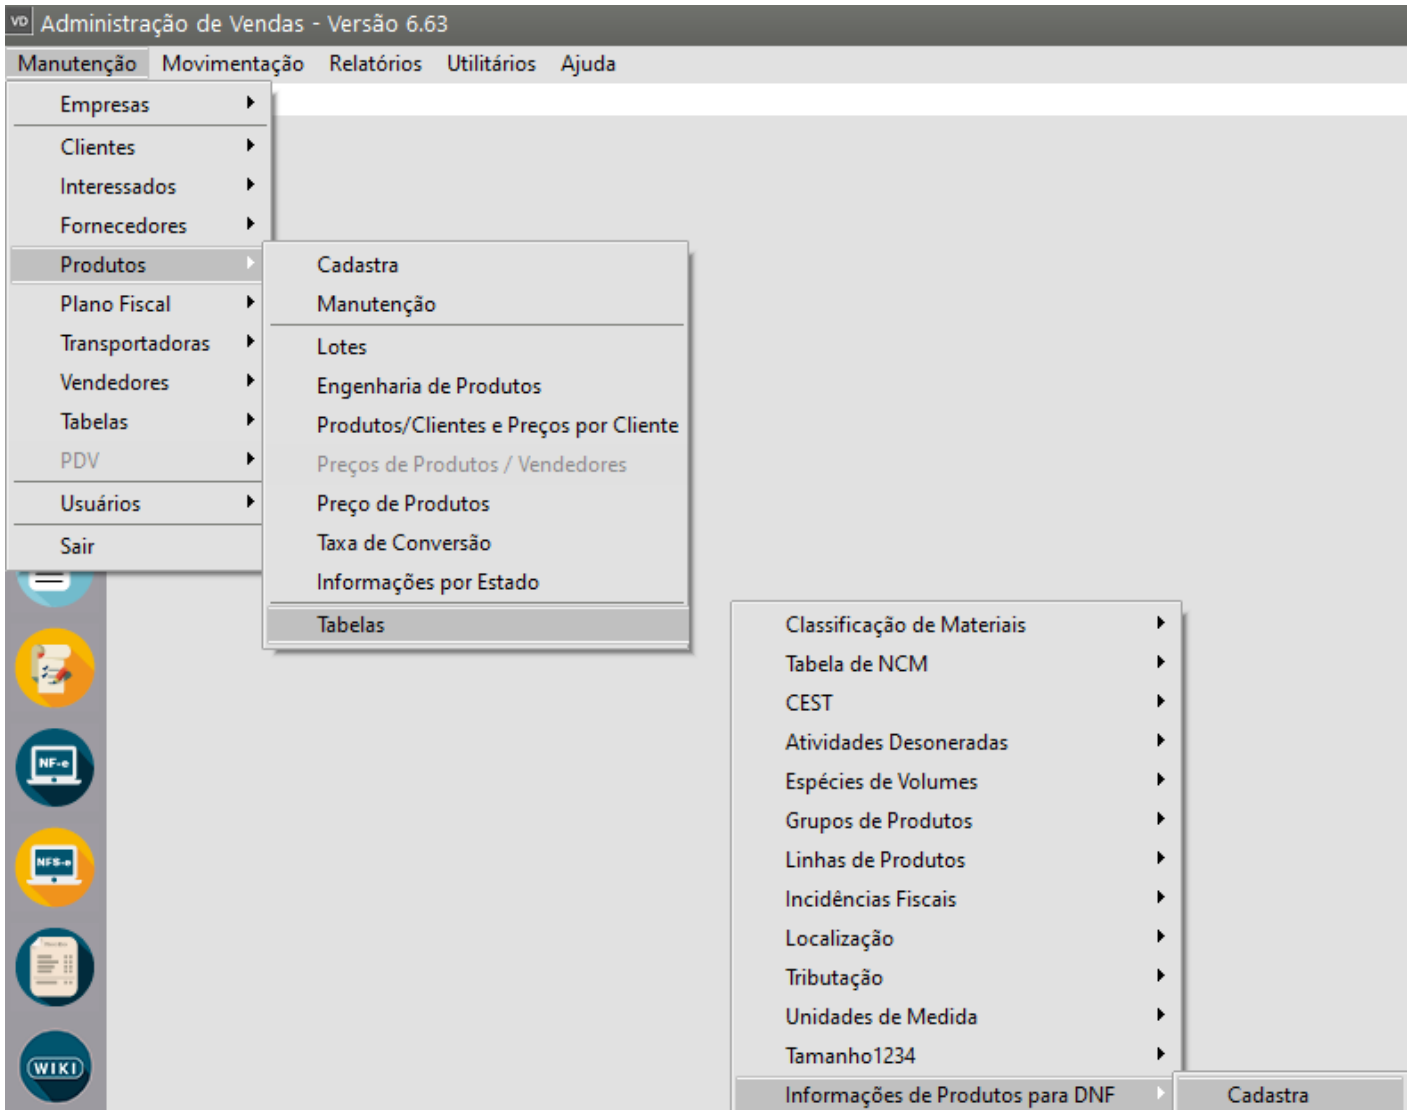 VD Administração de Vendas - Versão 6.63
Manutenção Movimentação Relatórios Utilitários Ajuda
Empresas
Clientes
Interessados
Fornecedores
Produtos
Plano Fiscal
Transportadoras
Vendedores
Tabelas
PDV
Usuários
Sair
Cadastra
Manutenção
Lotes
Engenharia de Produtos
Produtos/Clientes e Preços por Cliente
Preços de Produtos / Vendedores
Preço de Produtos
Taxa de Conversão
Informações por Estado
Tabelas
Classificação de Materiais
Tabela de NCM
CEST
Atividades Desoneradas
Espécies de Volumes
Grupos de Produtos
Linhas de Produtos
Incidências Fiscais
Localização
Tributação
Unidades de Medida
Tamanho1234
Informações de Produtos para DNF
Cadastra
NF-e
NFS-e
WIKI